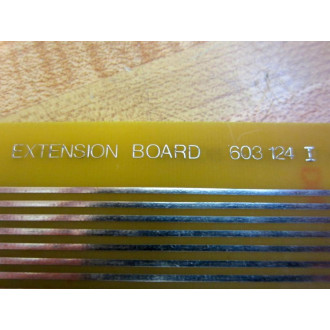 EXTENSION BOARD 603 124 I